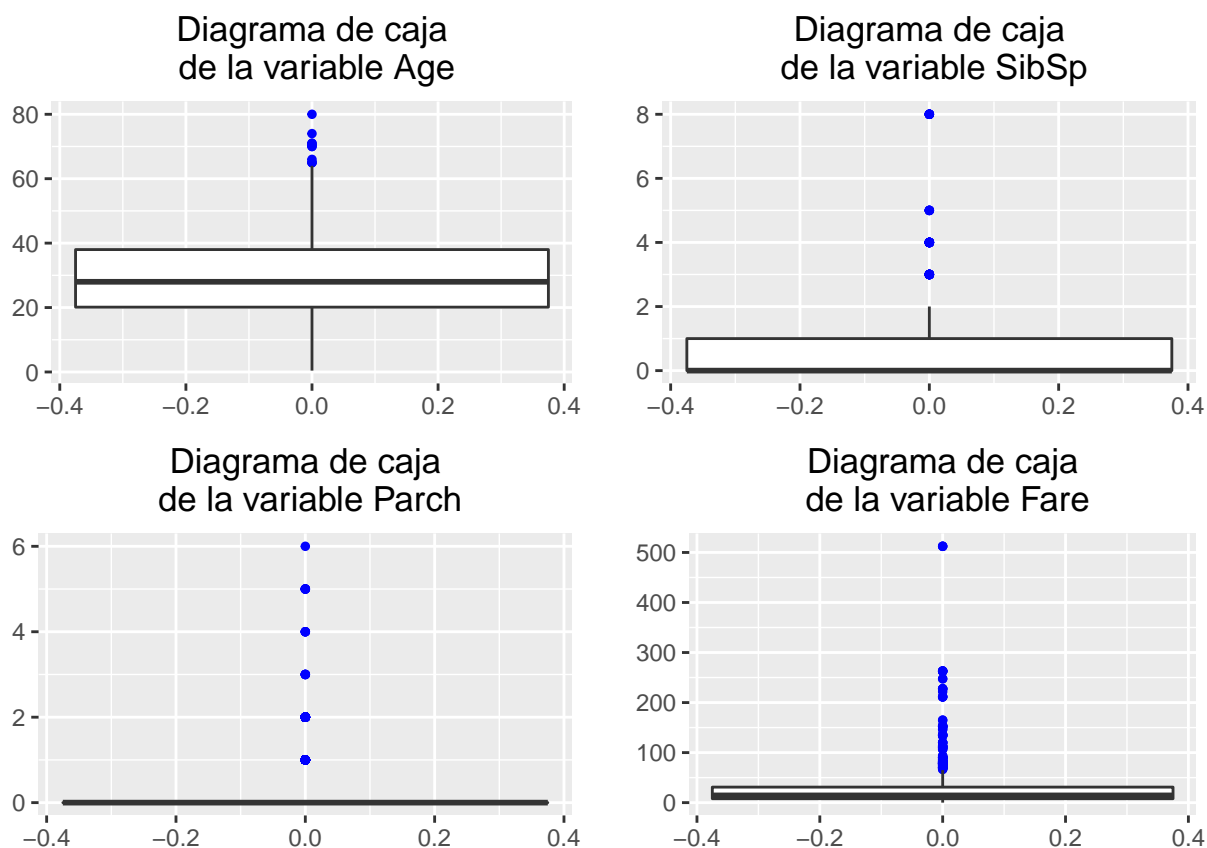 Diagrama de caja
de la variable Age
80
60
40
20
0
−0.4 −0.2 0.0 0.2 0.4
Diagrama de caja
de la variable SibSp
8
6
4
2
0
−0.4 −0.2 0.0 0.2 0.4
Diagrama de caja
de la variable Parch
6
4
2
0
−0.4 −0.2 0.0 0.2 0.4
Diagrama de caja
de la variable Fare
500
400
300
200
100
0
−0.4 −0.2 0.0 0.2 0.4